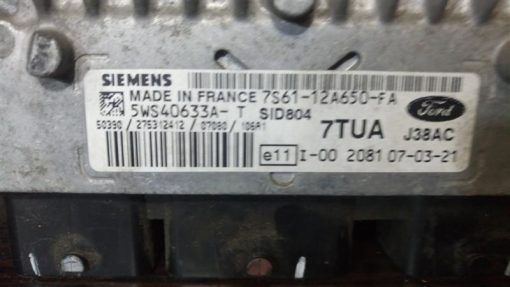 SIEMENS
MADE IN FRANCE 7S61-12A650-FA
5WS40633A-T SID804
50390 / 275312412 / 07080 / 106A1
7TUA J38AC
Ford
e11 I-00 2081 07-03-21